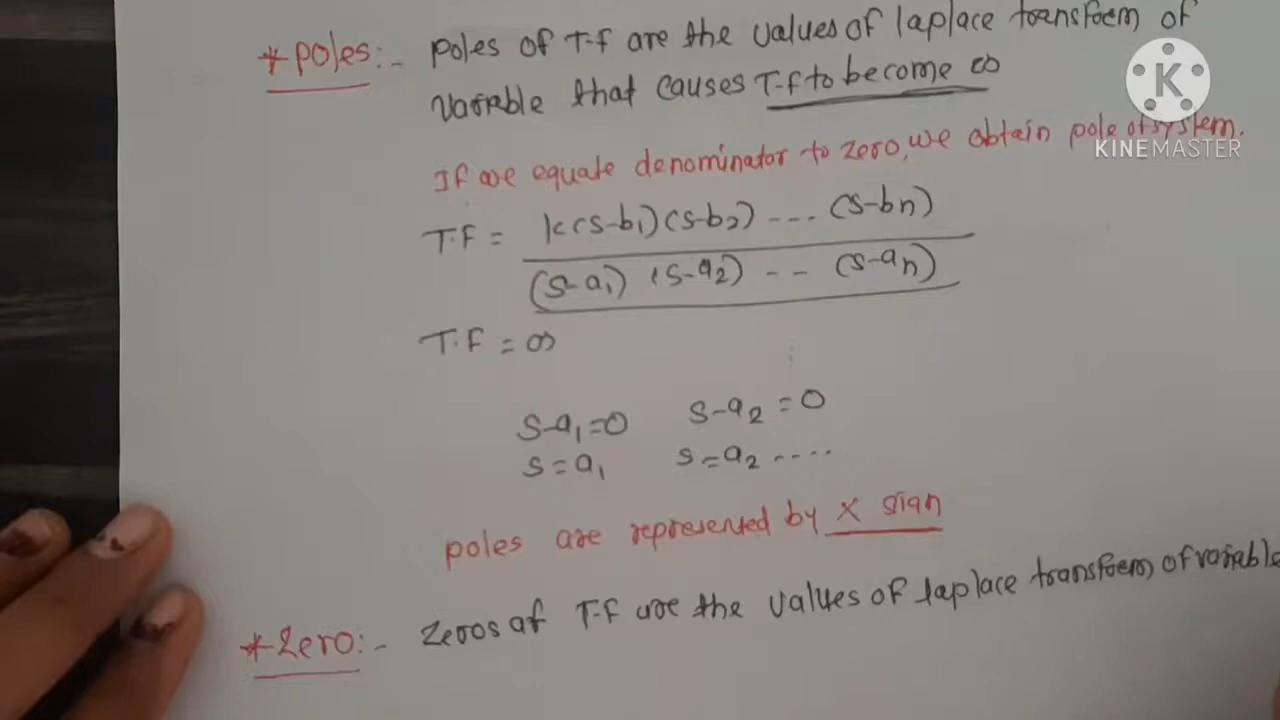 * Poles:- Poles of T.F are the values of laplace transform of
variable that causes T.F to become ∞
If we equate denominator to zero, we obtain pole of system.
T.F = K(s-b₁)(s-b₂) ---- (s-bn)
(s-a₁) (s-a₂) -- (s-an)
T.F = ∞
s-a₁=0 s-a₂=0
s=a₁ s=a₂ ----
poles are represented by X sign
* Zero:- Zeros of T.F are the values of laplace transform of variable
K
KINEMASTER